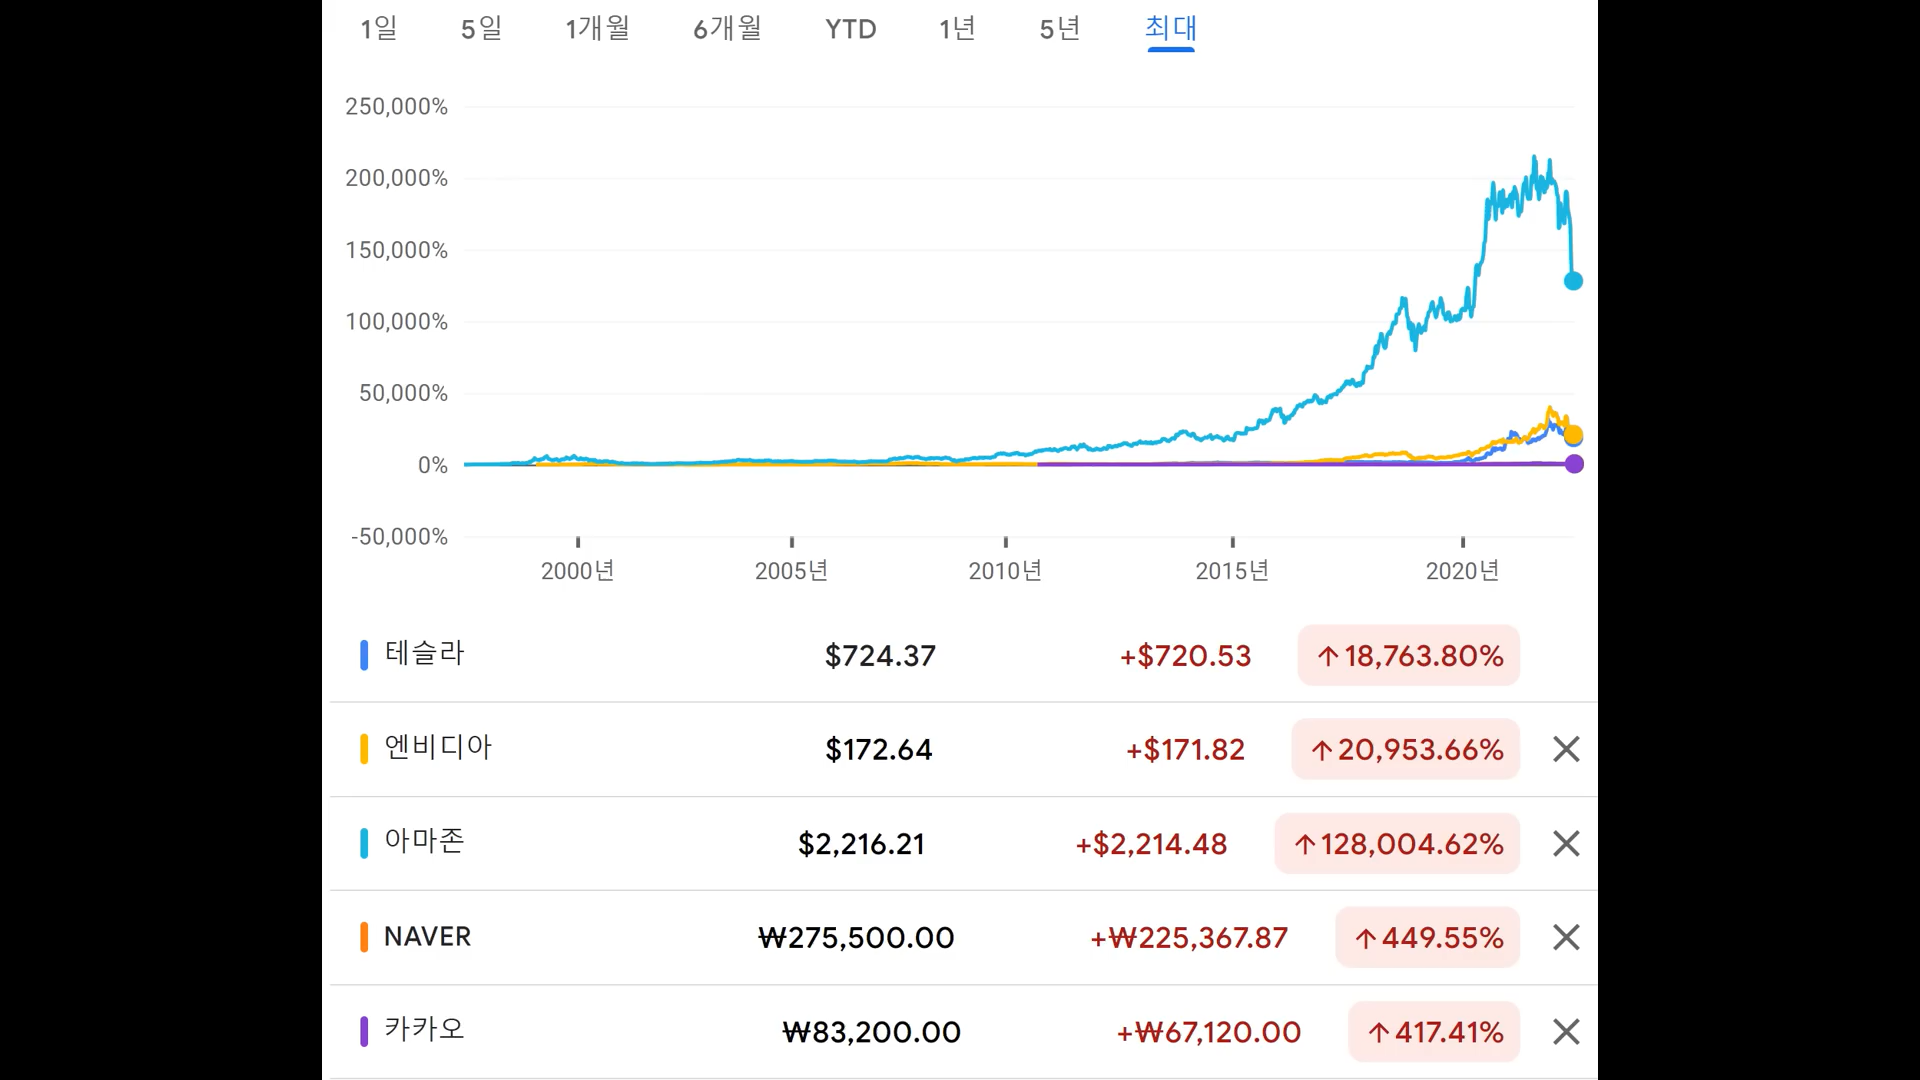 1일 5일 1개월 6개월 YTD 1년 5년 최대
250,000%
200,000%
150,000%
100,000%
50,000%
0%
-50,000%
2000년 2005년 2010년 2015년 2020년
테슬라 $724.37 +$720.53 ↑18,763.80%
엔비디아 $172.64 +$171.82 ↑20,953.66%
아마존 $2,216.21 +$2,214.48 ↑128,004.62%
NAVER ₩275,500.00 +₩225,367.87 ↑449.55%
카카오 ₩83,200.00 +₩67,120.00 ↑417.41%